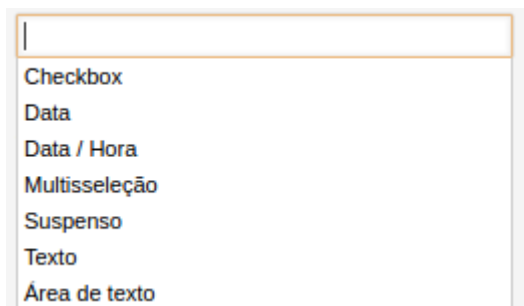 Checkbox
Data
Data / Hora
Multisseleção
Suspenso
Texto
Área de texto